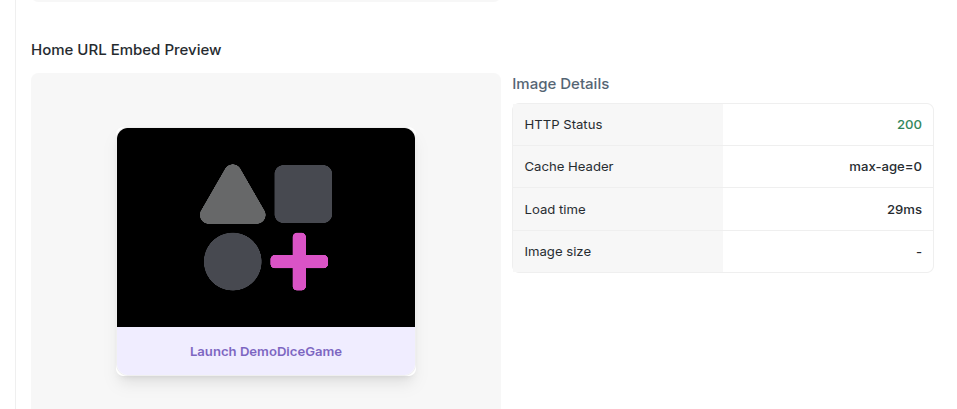 Home URL Embed Preview
Launch DemoDiceGame
Image Details
HTTP Status 200
Cache Header max-age=0
Load time 29ms
Image size -